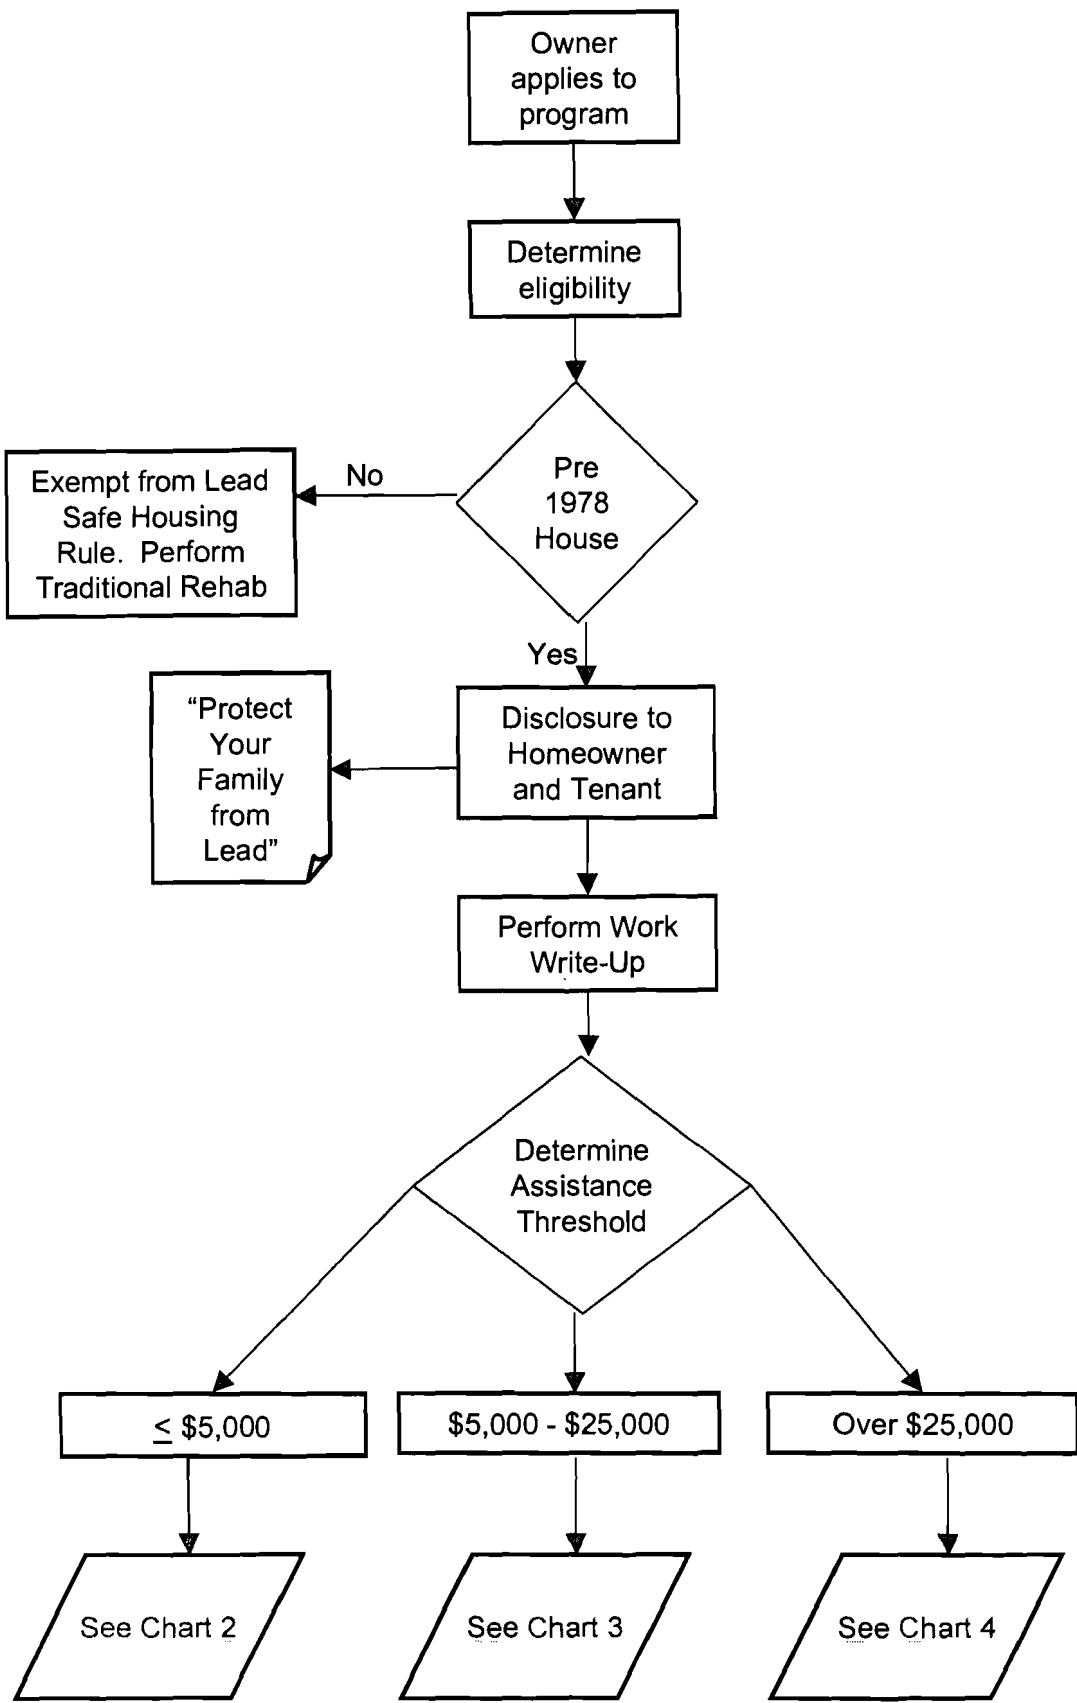 Owner
applies to
program
Determine
eligibility
Pre
1978
House
No
Exempt from Lead
Safe Housing
Rule.  Perform
Traditional Rehab
Yes
Disclosure to
Homeowner
and Tenant
“Protect
Your
Family
from
Lead”
Perform Work
Write-Up
Determine
Assistance
Threshold
≤ $5,000
$5,000 - $25,000
Over $25,000
See Chart 2
See Chart 3
See Chart 4